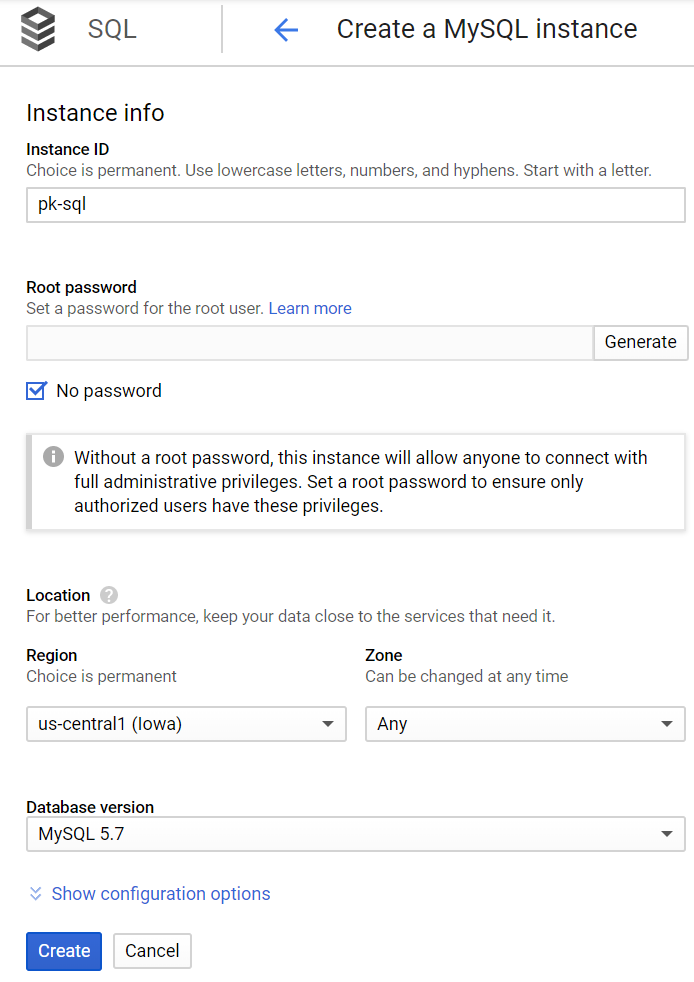 SQL
Create a MySQL instance
Instance info
Instance ID
Choice is permanent. Use lowercase letters, numbers, and hyphens. Start with a letter.
pk-sql
Root password
Set a password for the root user. Learn more
Generate
No password
Without a root password, this instance will allow anyone to connect with
full administrative privileges. Set a root password to ensure only
authorized users have these privileges.
Location
For better performance, keep your data close to the services that need it.
Region
Choice is permanent
us-central1 (Iowa)
Zone
Can be changed at any time
Any
Database version
MySQL 5.7
Show configuration options
Create
Cancel